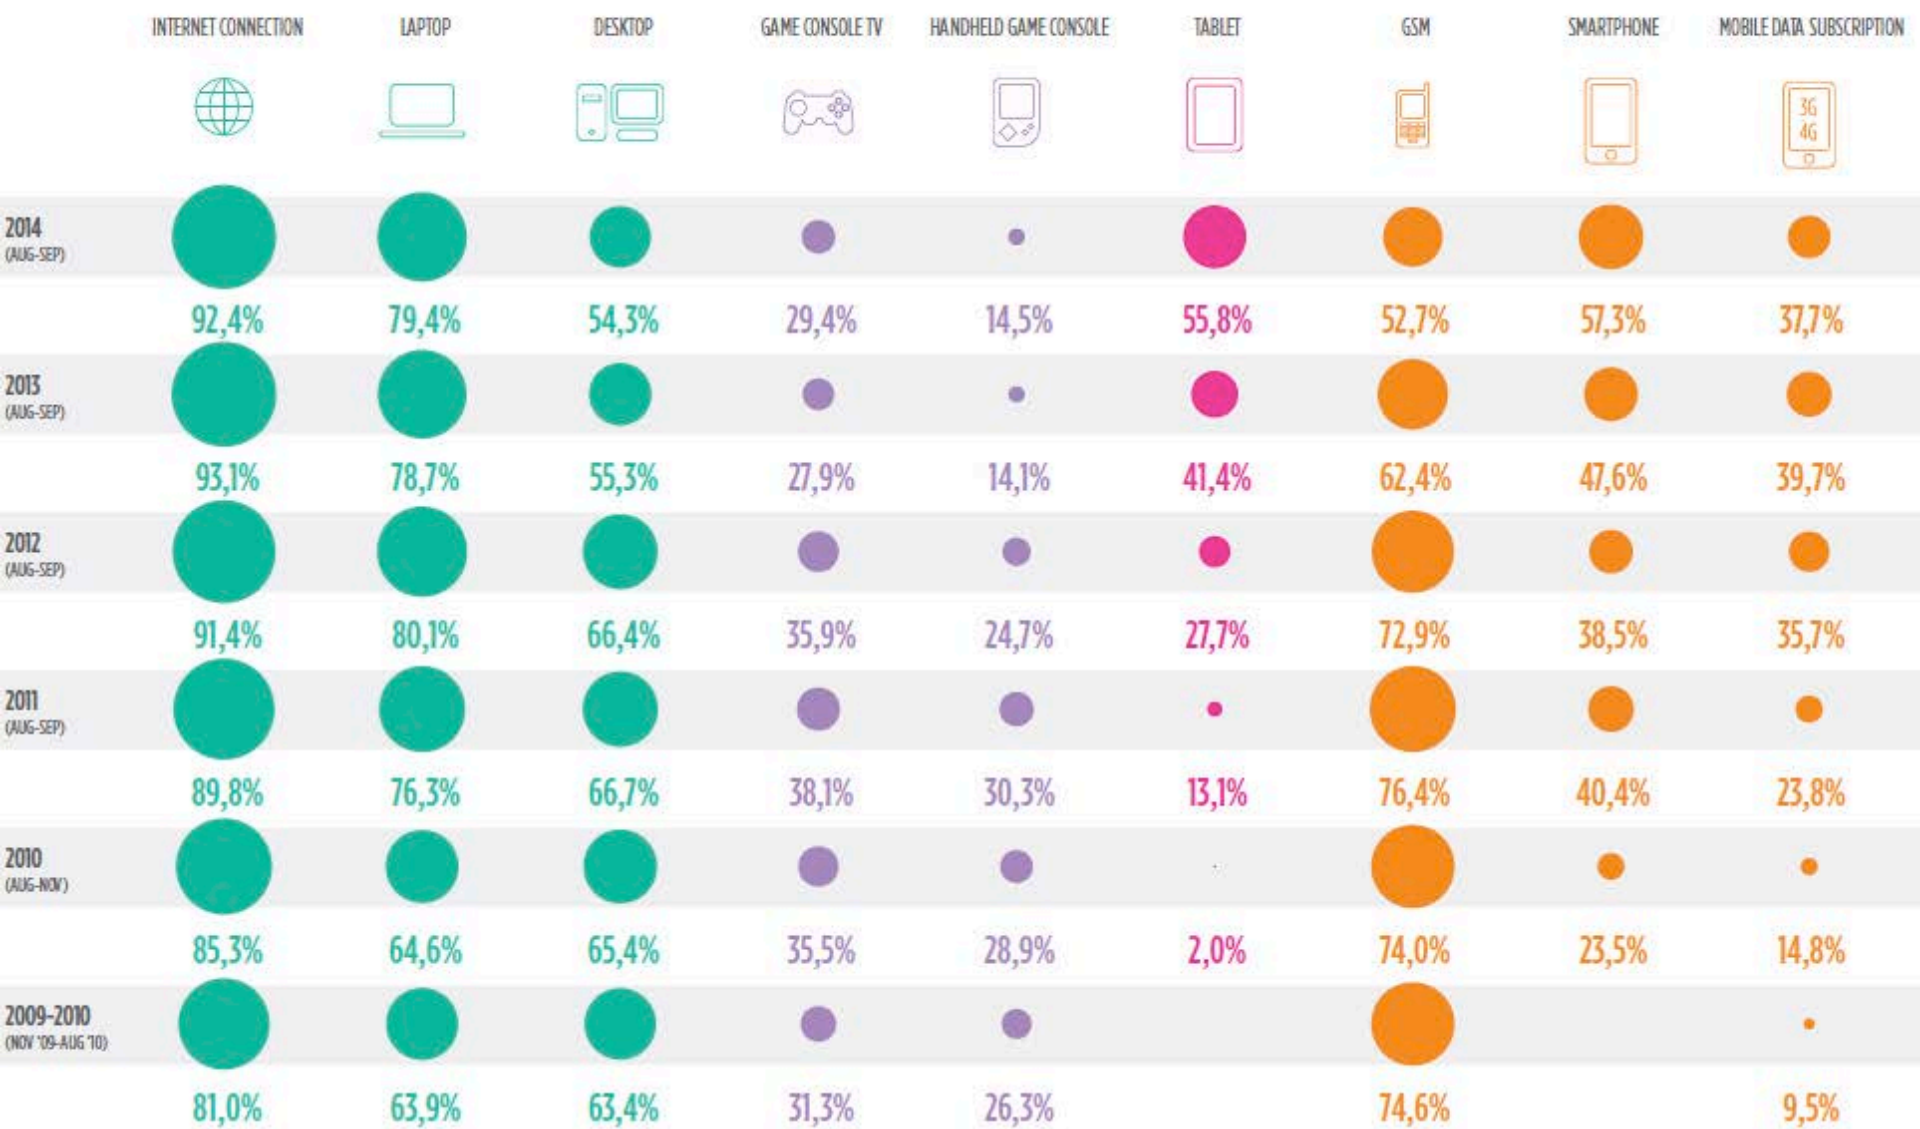 INTERNET CONNECTION LAPTOP DESKTOP GAME CONSOLE TV HANDHELD GAME CONSOLE TABLET GSM SMARTPHONE MOBILE DATA SUBSCRIPTION
3G
4G
2014
(AUG-SEP)
92,4% 79,4% 54,3% 29,4% 14,5% 55,8% 52,7% 57,3% 37,7%
2013
(AUG-SEP)
93,1% 78,7% 55,3% 27,9% 14,1% 41,4% 62,4% 47,6% 39,7%
2012
(AUG-SEP)
91,4% 80,1% 66,4% 35,9% 24,7% 27,7% 72,9% 38,5% 35,7%
2011
(AUG-SEP)
89,8% 76,3% 66,7% 38,1% 30,3% 13,1% 76,4% 40,4% 23,8%
2010
(AUG-NOV)
85,3% 64,6% 65,4% 35,5% 28,9% 2,0% 74,0% 23,5% 14,8%
2009-2010
(NOV '09-AUG '10)
81,0% 63,9% 63,4% 31,3% 26,3% 74,6% 9,5%